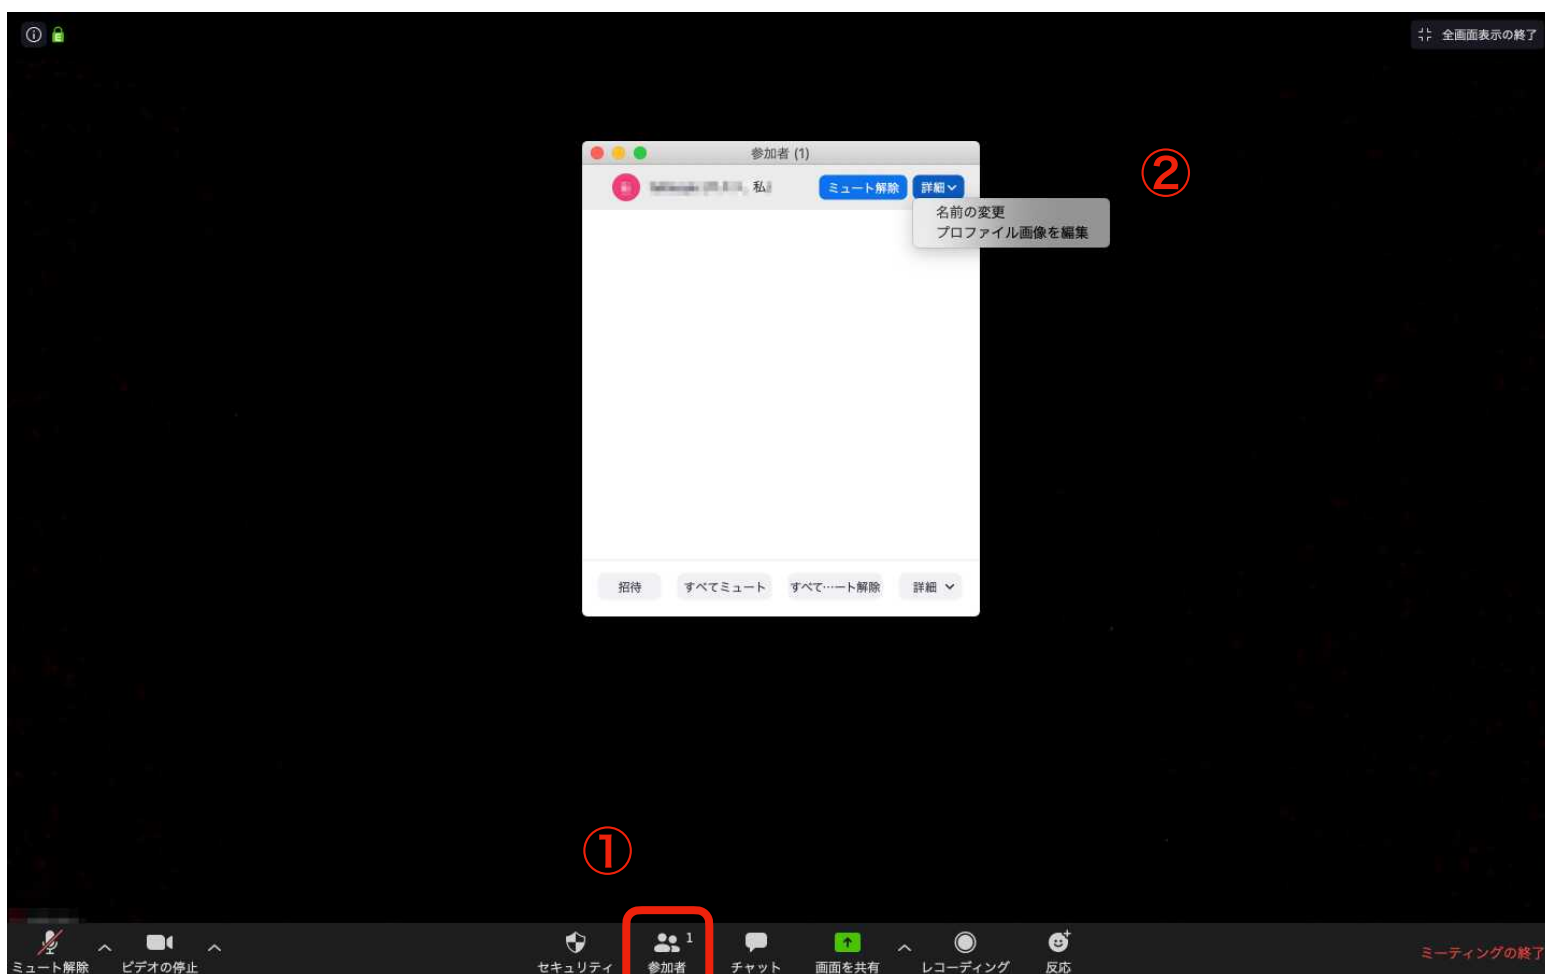 全画面表示の終了
参加者 (1)
私
ミュート解除
詳細
名前の変更
プロファイル画像を編集
②
招待
すべてミュート
すべて…ート解除
詳細
①
1
ミュート解除
ビデオの停止
セキュリティ
参加者
チャット
画面を共有
レコーディング
反応
ミーティングの終了